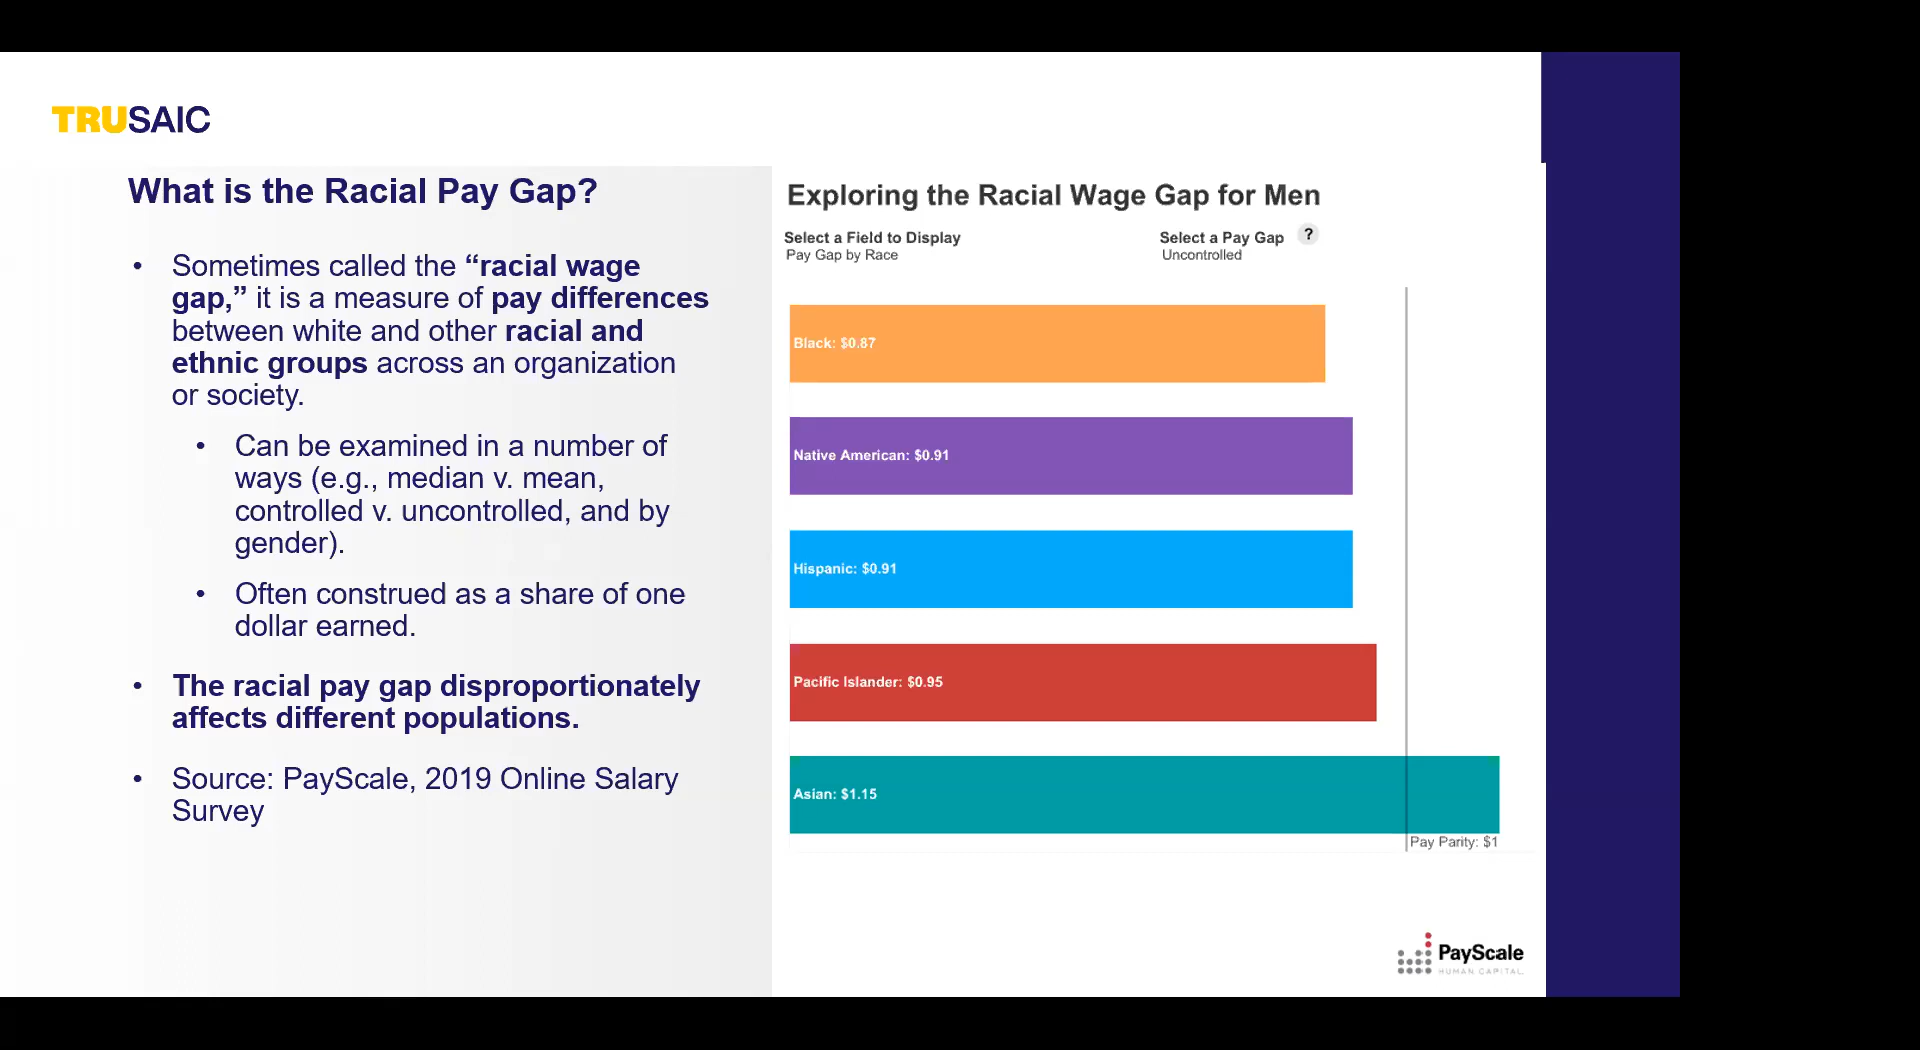 TRUSAIC
What is the Racial Pay Gap?
• Sometimes called the “racial wage
gap,” it is a measure of pay differences
between white and other racial and
ethnic groups across an organization
or society.
• Can be examined in a number of
ways (e.g., median v. mean,
controlled v. uncontrolled, and by
gender).
• Often construed as a share of one
dollar earned.
• The racial pay gap disproportionately
affects different populations.
• Source: PayScale, 2019 Online Salary
Survey
Exploring the Racial Wage Gap for Men
Select a Field to Display
Pay Gap by Race
Select a Pay Gap ?
Uncontrolled
Black: $0.87
Native American: $0.91
Hispanic: $0.91
Pacific Islander: $0.95
Asian: $1.15
Pay Parity: $1
PayScale
HUMAN CAPITAL